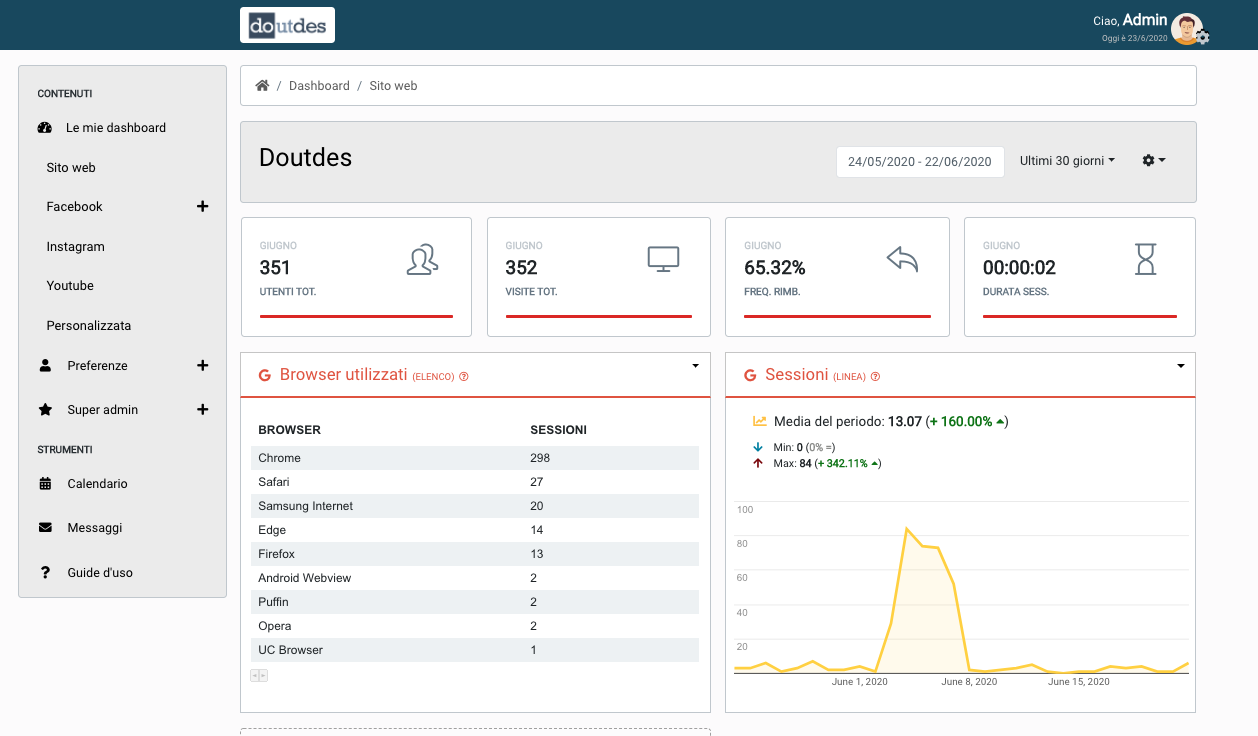 doutdes
Ciao, Admin
Oggi è 23/6/2020
CONTENUTI
Le mie dashboard
Sito web
Facebook
Instagram
Youtube
Personalizzata
Preferenze
Super admin
STRUMENTI
Calendario
Messaggi
Guide d'uso
/ Dashboard / Sito web
Doutdes
24/05/2020 - 22/06/2020
Ultimi 30 giorni
GIUGNO
351
UTENTI TOT.
GIUGNO
352
VISITE TOT.
GIUGNO
65.32%
FREQ. RIMB.
GIUGNO
00:00:02
DURATA SESS.
Browser utilizzati (ELENCO)
BROWSER SESSIONI
Chrome 298
Safari 27
Samsung Internet 20
Edge 14
Firefox 13
Android Webview 2
Puffin 2
Opera 2
UC Browser 1
Sessioni (LINEA)
Media del periodo: 13.07 (+ 160.00%)
Min: 0 (0% =)
Max: 84 (+ 342.11%)
100
80
60
40
20
June 1, 2020 June 8, 2020 June 15, 2020